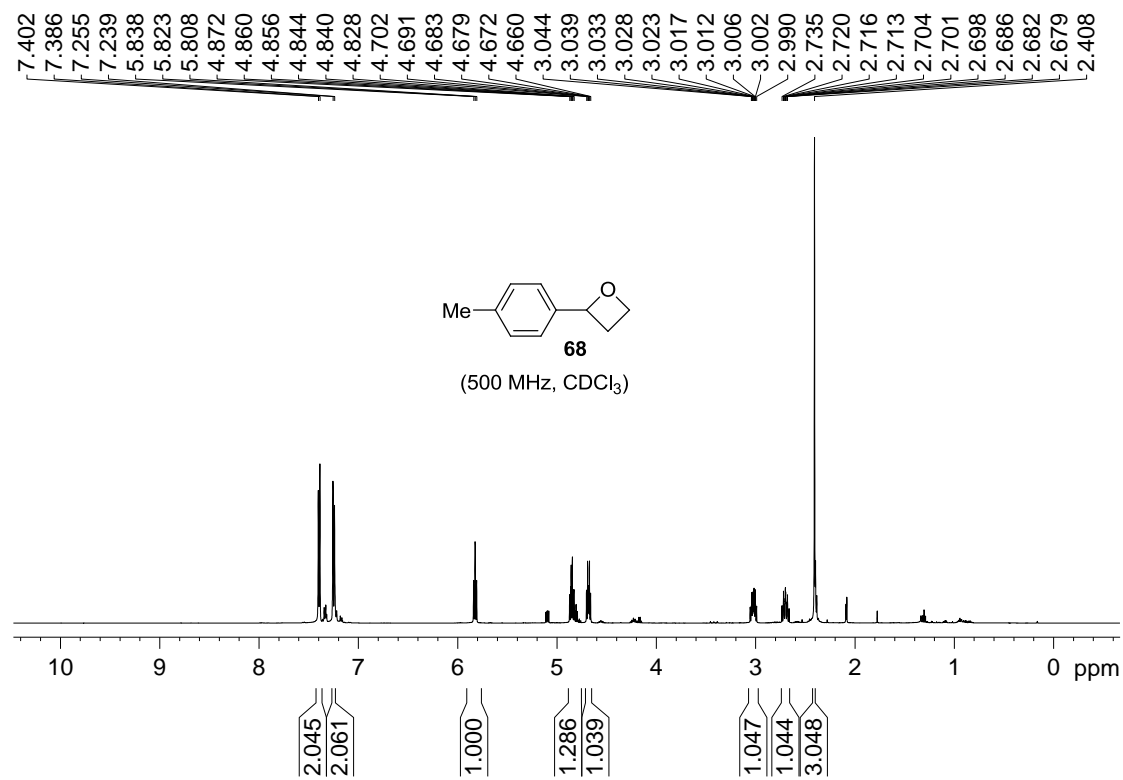 7.402 7.386 7.255 7.239 5.838 5.823 5.808 4.872 4.860 4.856 4.844 4.840 4.828 4.702 4.691 4.683 4.679 4.672 4.660 3.044 3.039 3.033 3.028 3.023 3.017 3.012 3.006 3.002 2.990 2.735 2.720 2.716 2.713 2.704 2.701 2.698 2.686 2.682 2.679 2.408
O
Me
68
(500 MHz, CDCl₃)
10 9 8 7 6 5 4 3 2 1 0 ppm
2.045 2.061 1.000 1.286 1.039 1.047 1.044 3.048